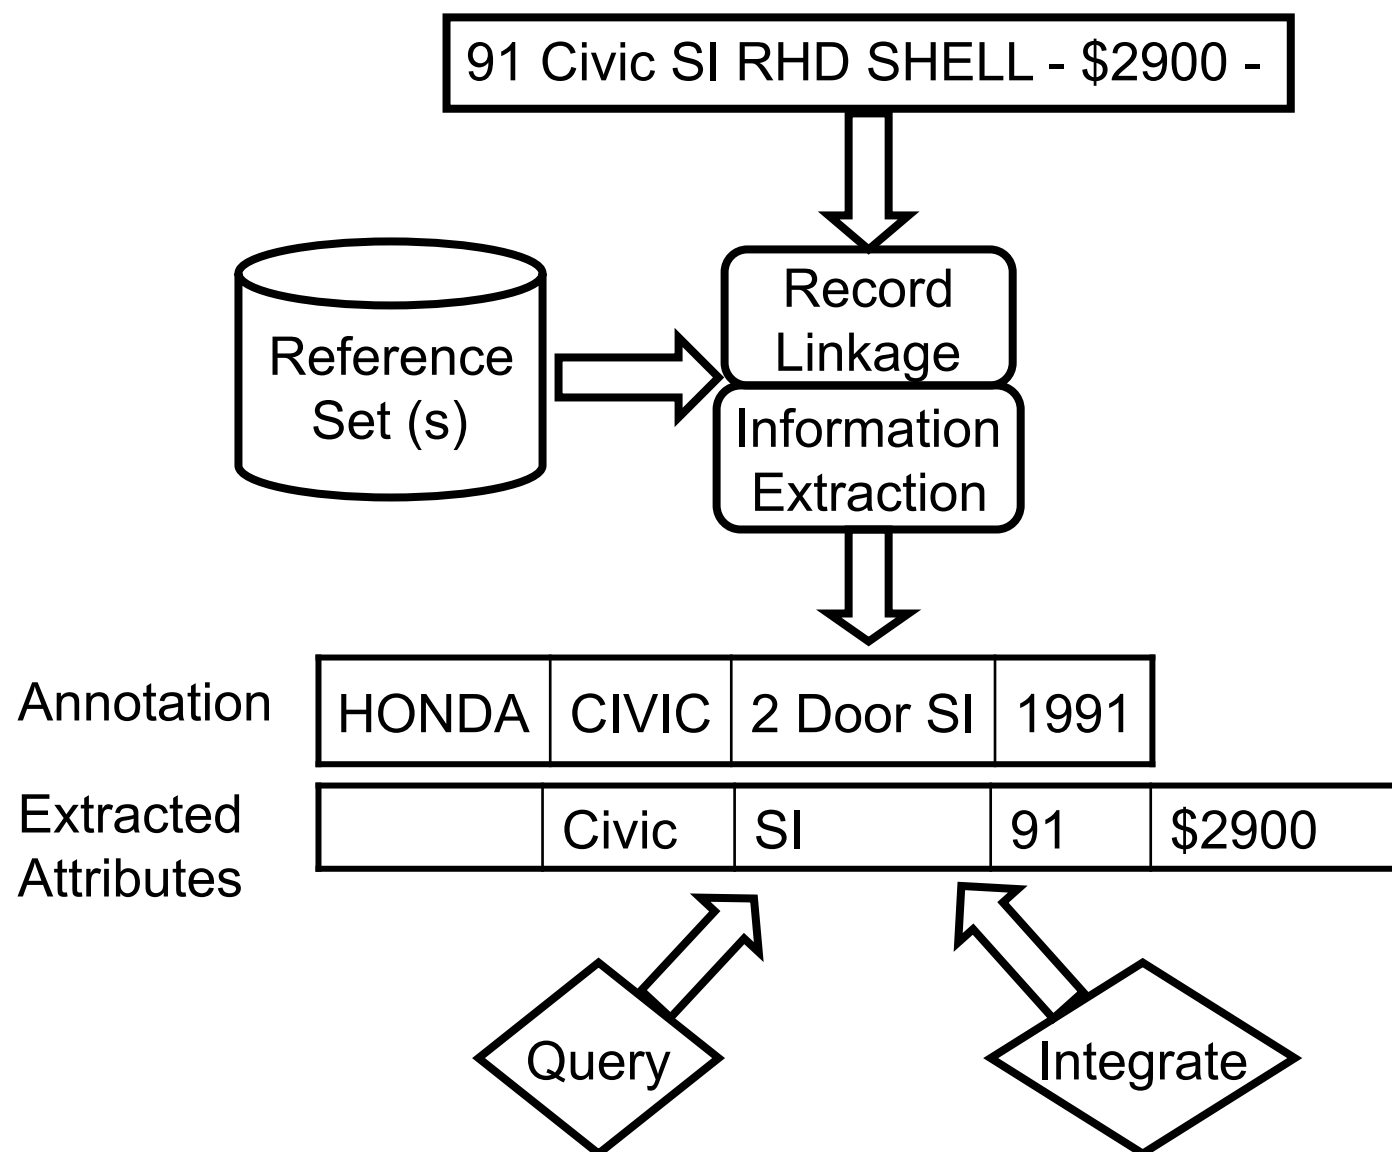 91 Civic SI RHD SHELL - $2900 -
Record
Linkage
Reference
Set (s)
Information
Extraction
Annotation HONDA CIVIC 2 Door SI 1991
Extracted
Attributes
Civic SI 91 $2900
Query
Integrate